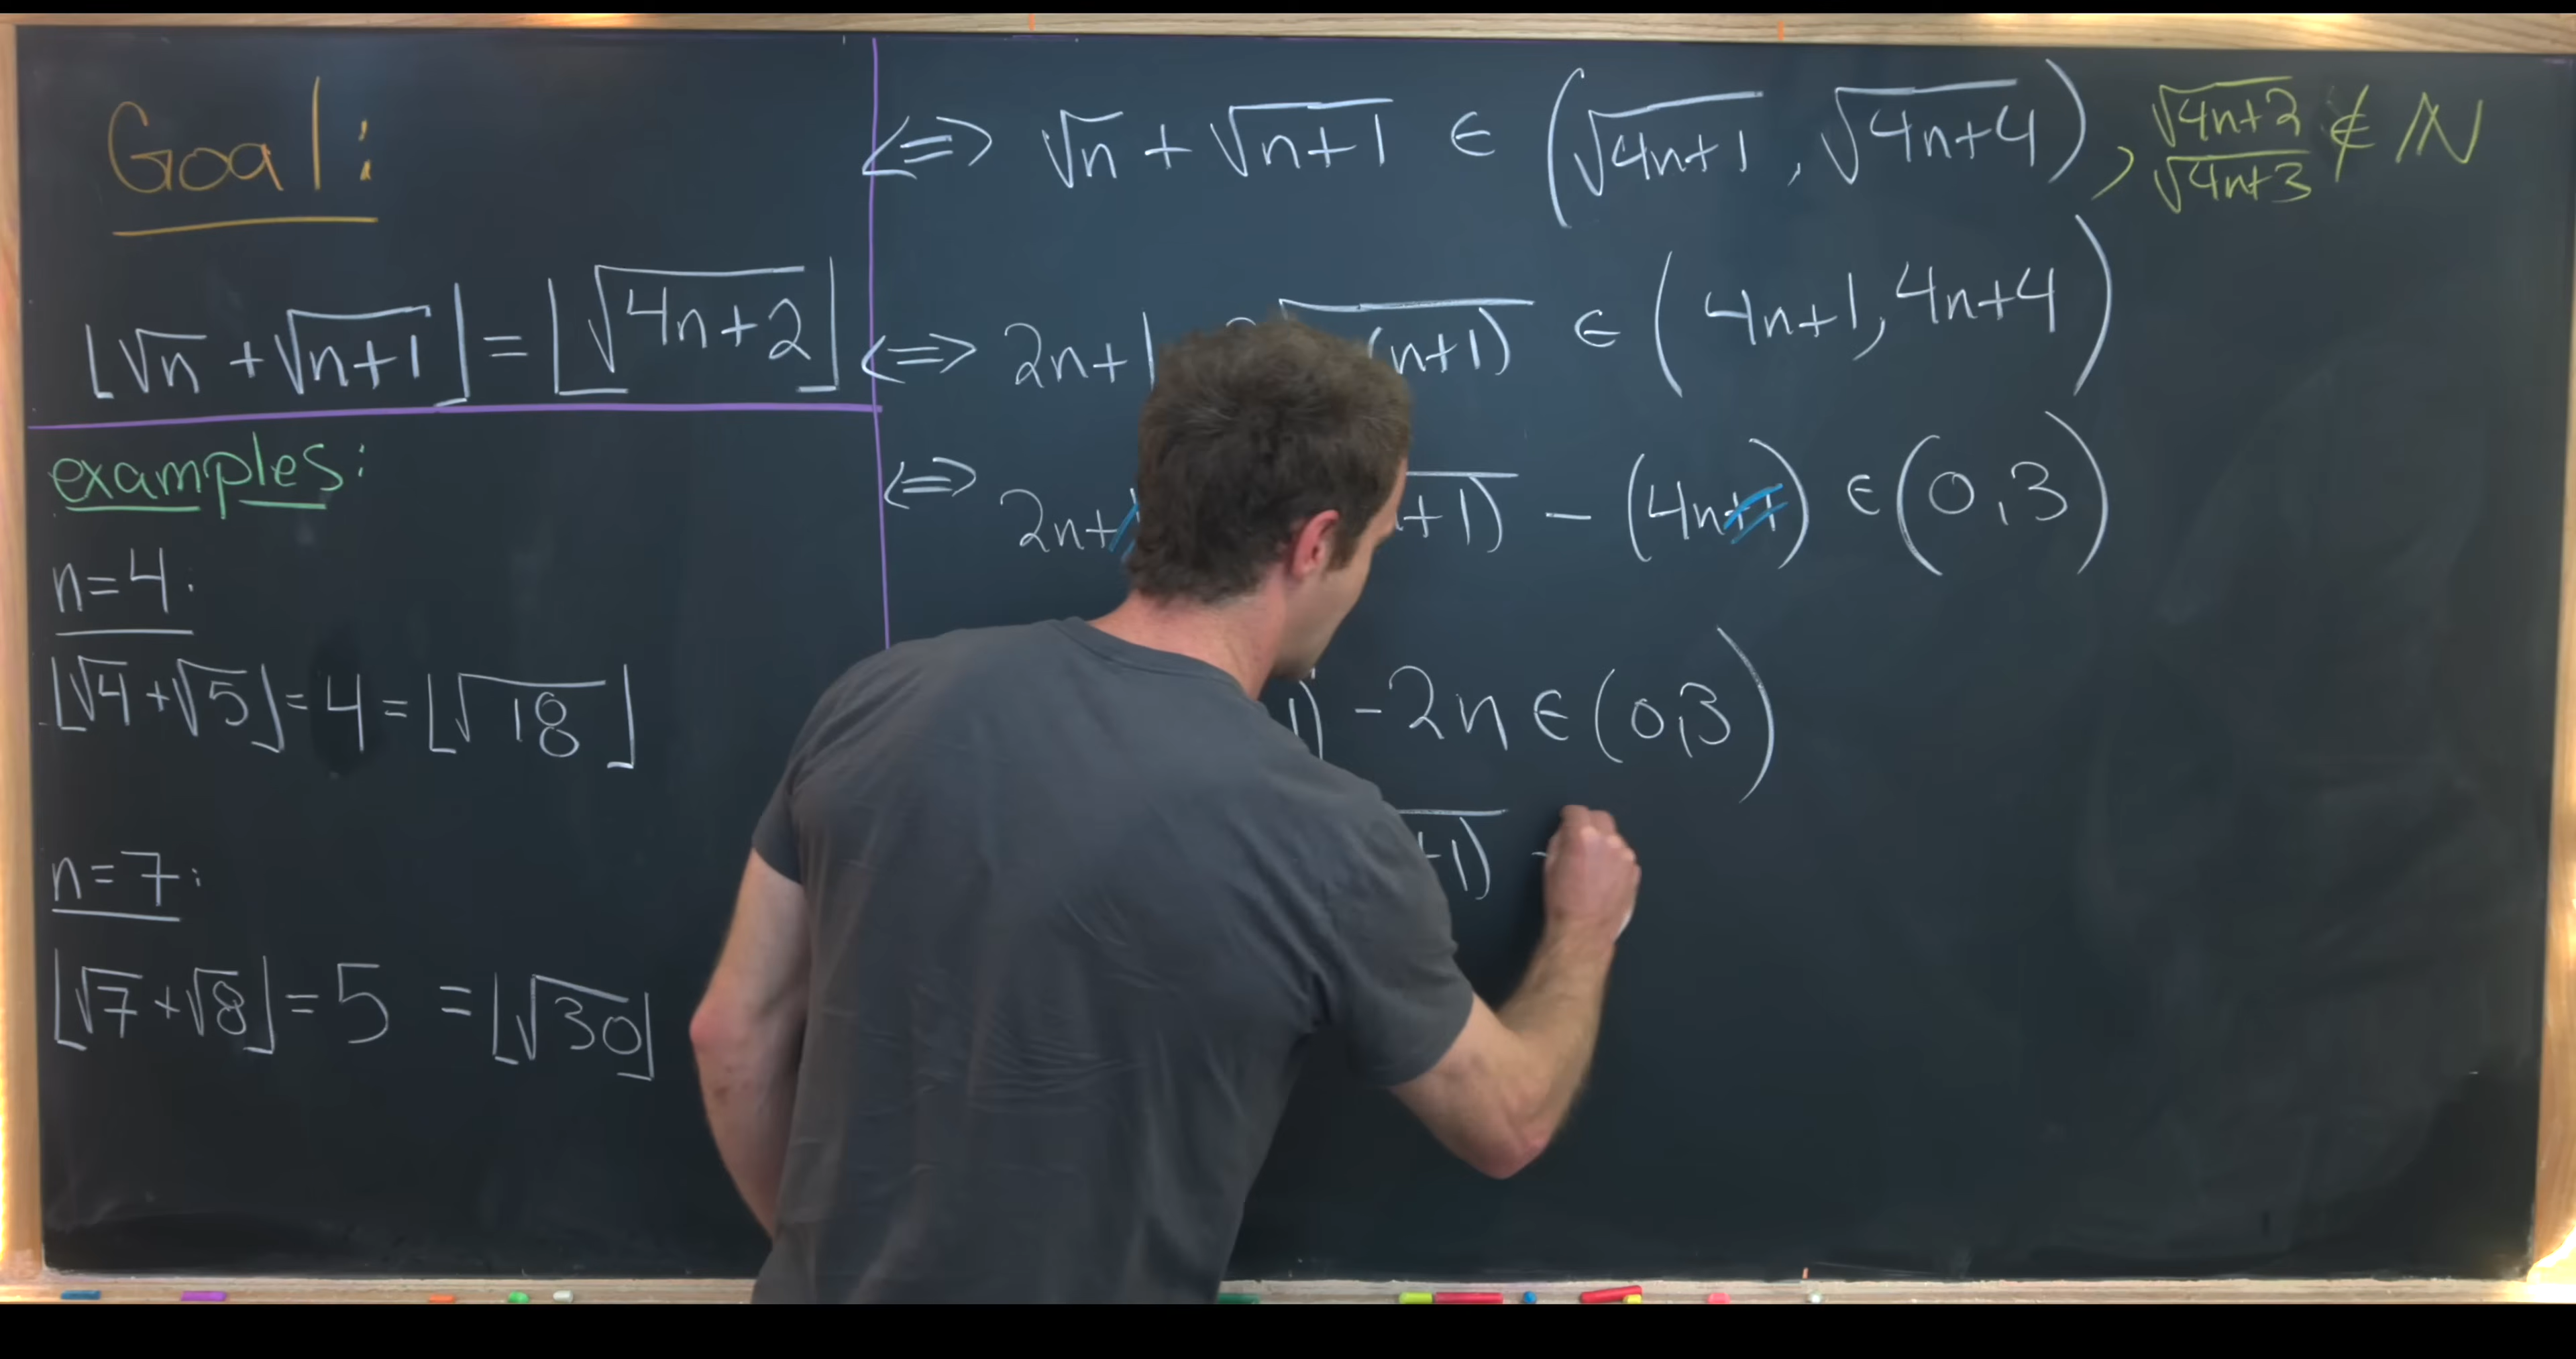 Goal:
⌊√n + √(n+1)⌋ = ⌊√(4n+2)⌋
examples:
n=4:
⌊√4 + √5⌋ = 4 = ⌊√18⌋
n=7:
⌊√7 + √8⌋ = 5 = ⌊√30⌋
⟺ √n + √(n+1) ∈ (√(4n+1), √(4n+4)), √(4n+2) √(4n+3) ∉ ℕ
⟺ 2n+1 (n+1) ∈ (4n+1, 4n+4)
⟺ 2n+ +1) − (4n+1) ∈ (0,3)
1) −2n ∈ (0,3)
+1) −